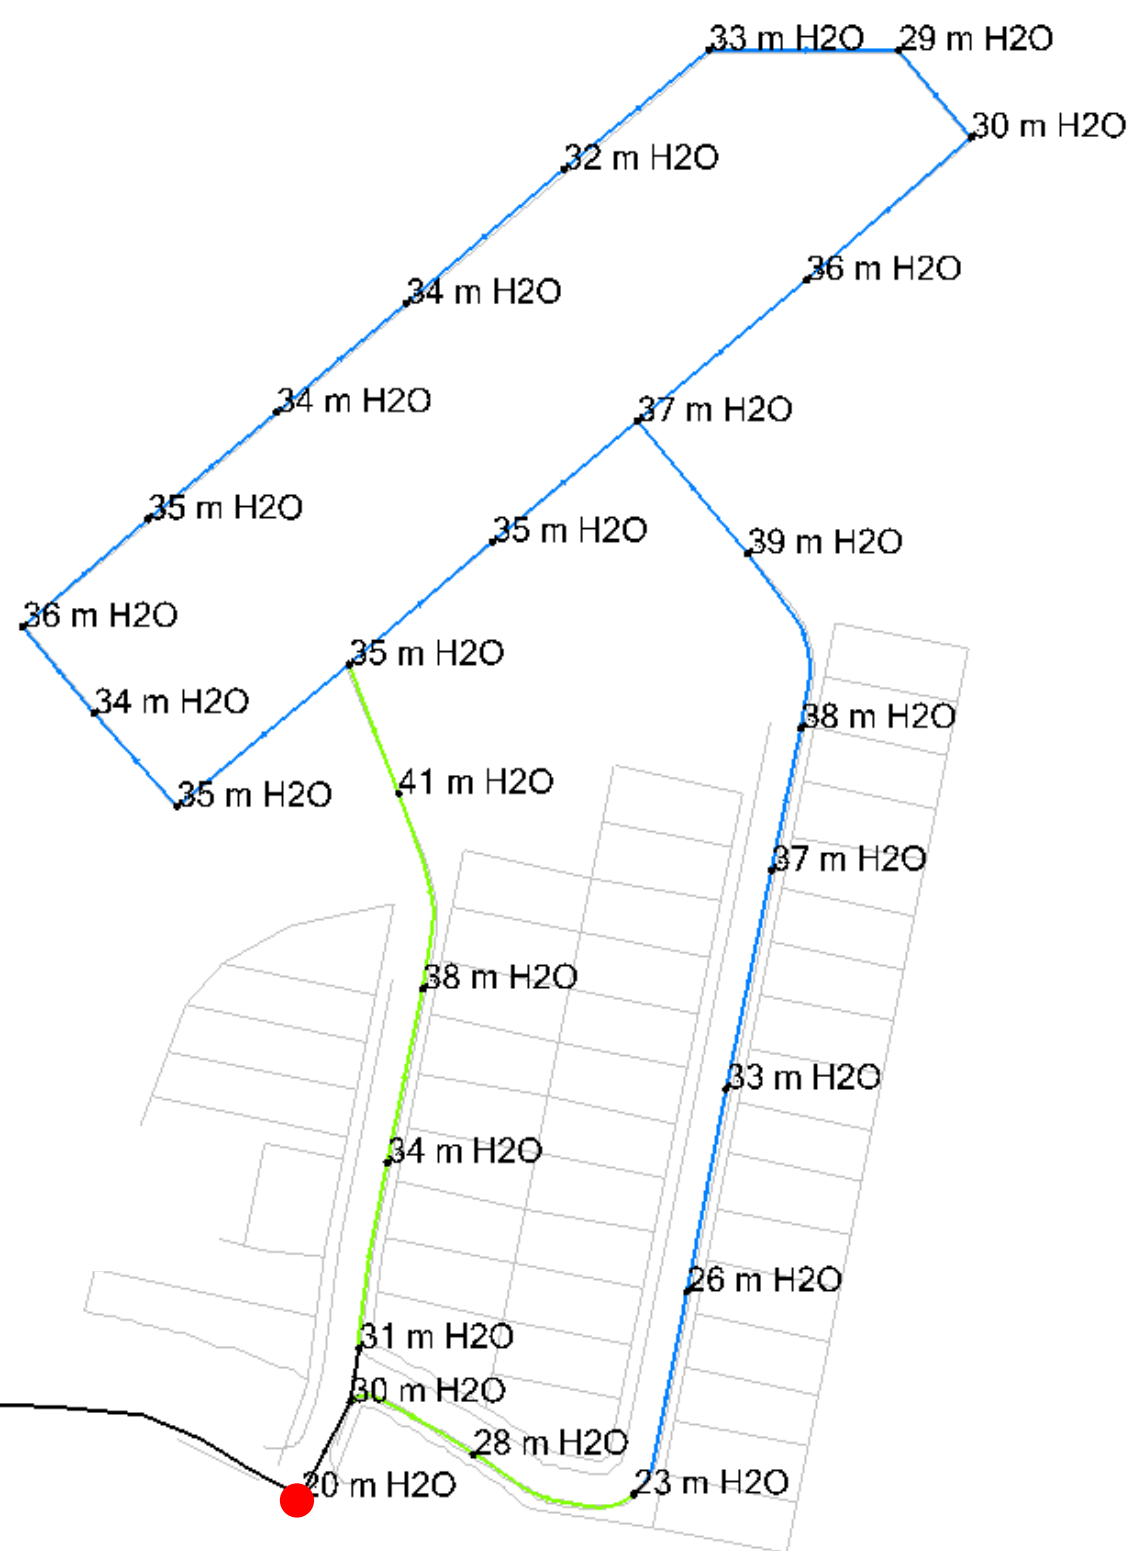 33 m H2O
29 m H2O
30 m H2O
32 m H2O
36 m H2O
34 m H2O
34 m H2O
37 m H2O
35 m H2O
35 m H2O
39 m H2O
36 m H2O
35 m H2O
34 m H2O
38 m H2O
41 m H2O
35 m H2O
37 m H2O
38 m H2O
33 m H2O
34 m H2O
26 m H2O
31 m H2O
30 m H2O
28 m H2O
23 m H2O
20 m H2O